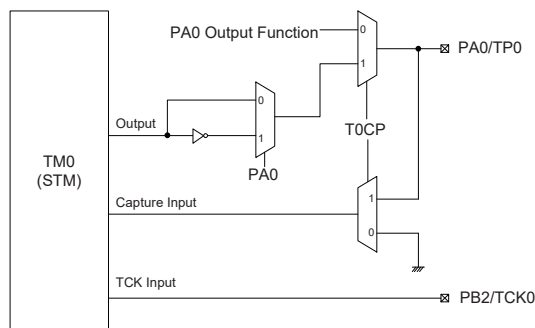 PA0 Output Function
0
1
PA0/TP0
Output
0
1
PA0
T0CP
TM0
(STM)
Capture Input
1
0
TCK Input
PB2/TCK0